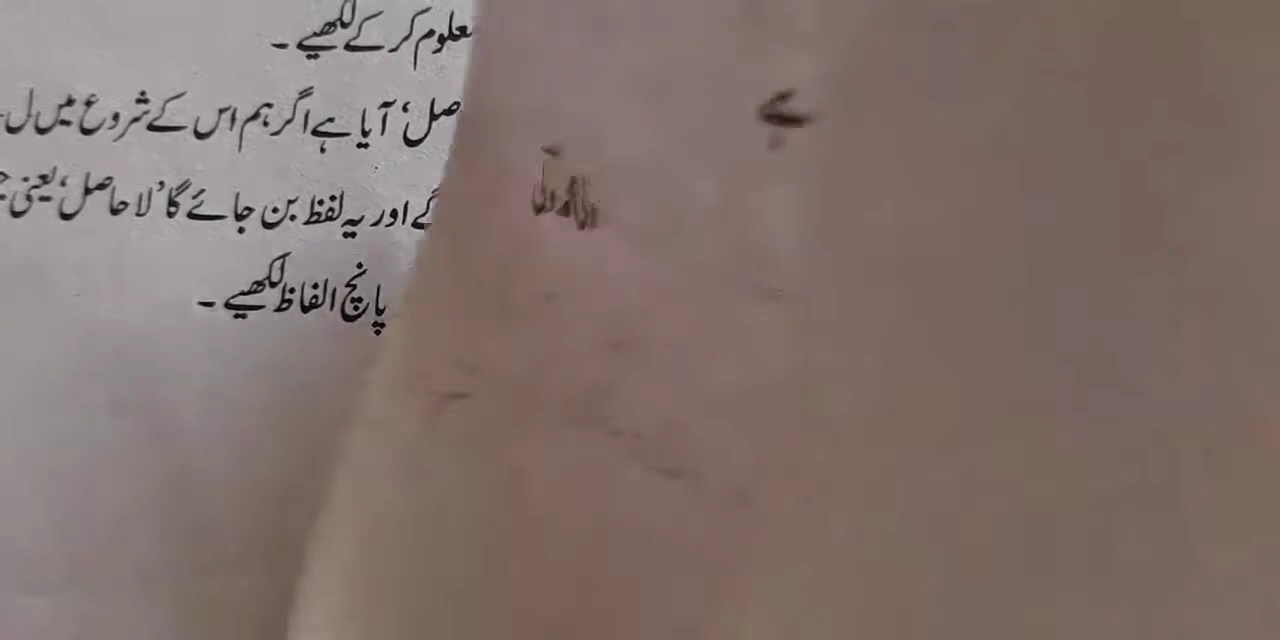 معلوم کر کے لکھیے ۔
صل‘ آیا ہے اگر ہم اس کے شروع میں ل
گے اور یہ لفظ بن جائے گا ’لا حاصل‘ یعنی
پانچ الفاظ لکھیے ۔